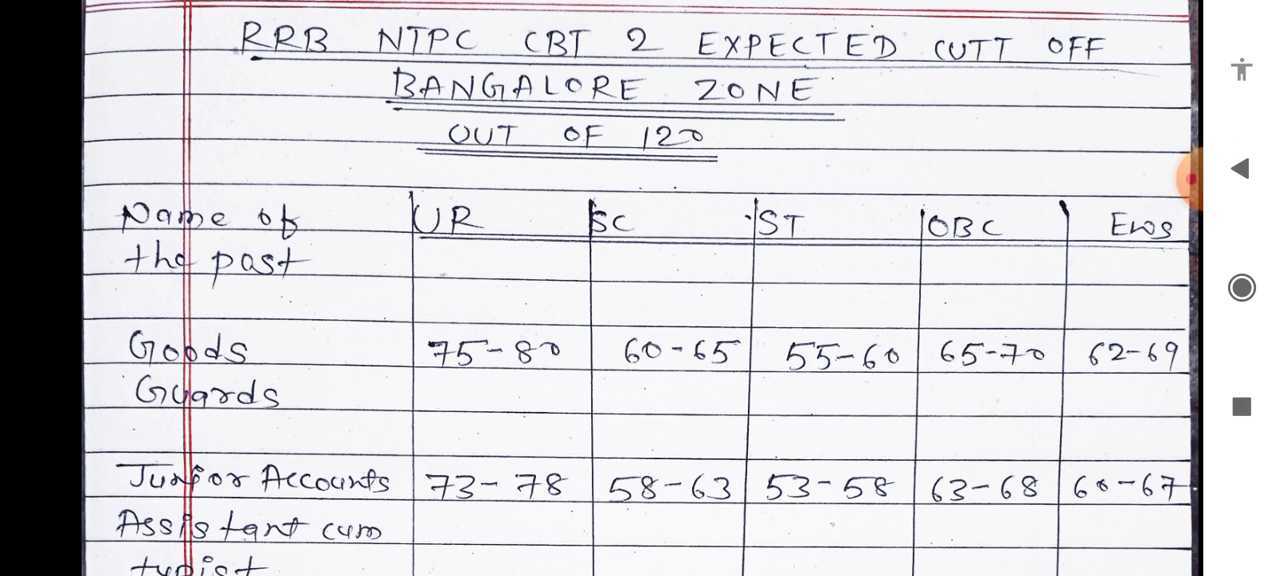 RRB NTPC CBT 2 EXPECTED CUTT OFF
BANGALORE ZONE
OUT OF 120
Name of the post UR SC ST OBC EWS
Goods Guards 75-80 60-65 55-60 65-70 62-69
Junior Accounts Assistant cum typist 73-78 58-63 53-58 63-68 60-67